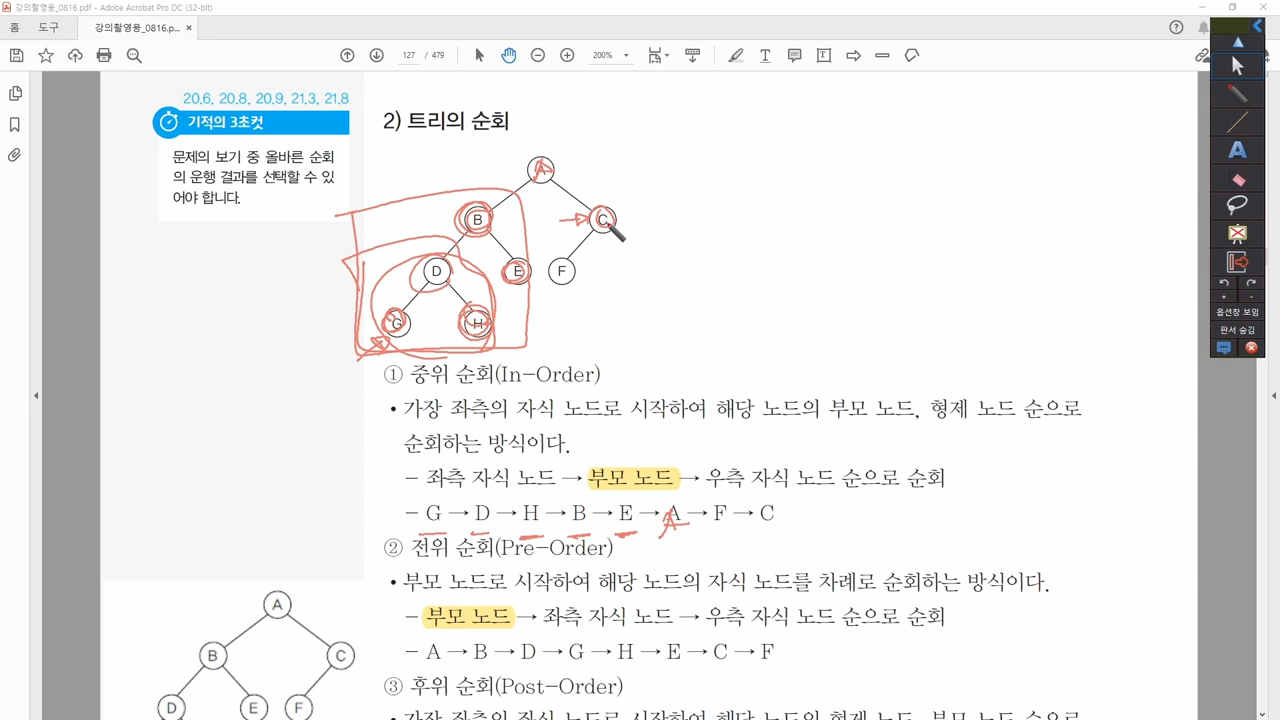 강의촬영용_0816.pdf - Adobe Acrobat Pro DC (32-bit)
홈 도구 강의촬영용_0816.p... ×
127 / 479 200%
20.6, 20.8, 20.9, 21.3, 21.8
기적의 3초컷
문제의 보기 중 올바른 순회
의 운행 결과를 선택할 수 있
어야 합니다.
2) 트리의 순회
A
B C
D E F
G H
① 중위 순회(In-Order)
• 가장 좌측의 자식 노드로 시작하여 해당 노드의 부모 노드, 형제 노드 순으로
순회하는 방식이다.
- 좌측 자식 노드 → 부모 노드 → 우측 자식 노드 순으로 순회
- G → D → H → B → E → A → F → C
② 전위 순회(Pre-Order)
• 부모 노드로 시작하여 해당 노드의 자식 노드를 차례로 순회하는 방식이다.
- 부모 노드 → 좌측 자식 노드 → 우측 자식 노드 순으로 순회
- A → B → D → G → H → E → C → F
③ 후위 순회(Post-Order)
A
B C
D E F
옵션창 보임
판서 숨김